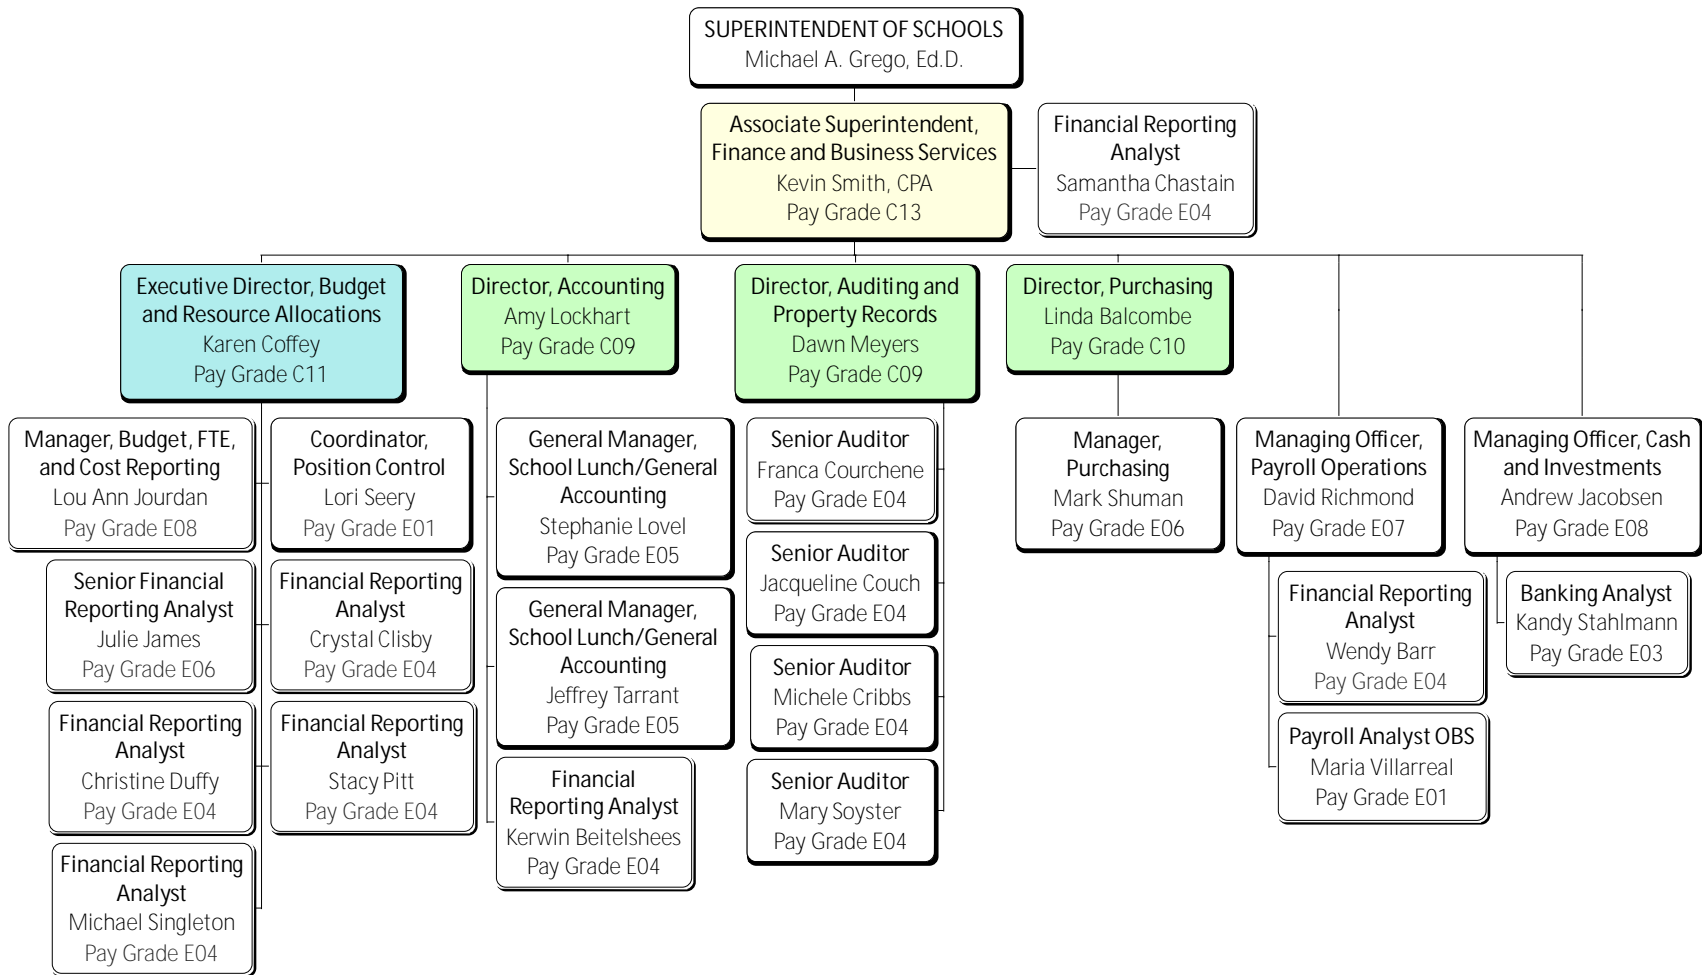 SUPERINTENDENT OF SCHOOLS
Michael A. Grego, Ed.D.
Associate Superintendent,
Finance and Business Services
Kevin Smith, CPA
Pay Grade C13
Financial Reporting
Analyst
Samantha Chastain
Pay Grade E04
Executive Director, Budget
and Resource Allocations
Karen Coffey
Pay Grade C11
Director, Accounting
Amy Lockhart
Pay Grade C09
Director, Auditing and
Property Records
Dawn Meyers
Pay Grade C09
Director, Purchasing
Linda Balcombe
Pay Grade C10
Manager, Budget, FTE,
and Cost Reporting
Lou Ann Jourdan
Pay Grade E08
Coordinator,
Position Control
Lori Seery
Pay Grade E01
Senior Financial
Reporting Analyst
Julie James
Pay Grade E06
Financial Reporting
Analyst
Crystal Clisby
Pay Grade E04
Financial Reporting
Analyst
Christine Duffy
Pay Grade E04
Financial Reporting
Analyst
Stacy Pitt
Pay Grade E04
Financial Reporting
Analyst
Michael Singleton
Pay Grade E04
General Manager,
School Lunch/General
Accounting
Stephanie Lovel
Pay Grade E05
General Manager,
School Lunch/General
Accounting
Jeffrey Tarrant
Pay Grade E05
Financial
Reporting Analyst
Kerwin Beitelshees
Pay Grade E04
Senior Auditor
Franca Courchene
Pay Grade E04
Senior Auditor
Jacqueline Couch
Pay Grade E04
Senior Auditor
Michele Cribbs
Pay Grade E04
Senior Auditor
Mary Soyster
Pay Grade E04
Manager,
Purchasing
Mark Shuman
Pay Grade E06
Managing Officer,
Payroll Operations
David Richmond
Pay Grade E07
Financial Reporting
Analyst
Wendy Barr
Pay Grade E04
Payroll Analyst OBS
Maria Villarreal
Pay Grade E01
Managing Officer, Cash
and Investments
Andrew Jacobsen
Pay Grade E08
Banking Analyst
Kandy Stahlmann
Pay Grade E03